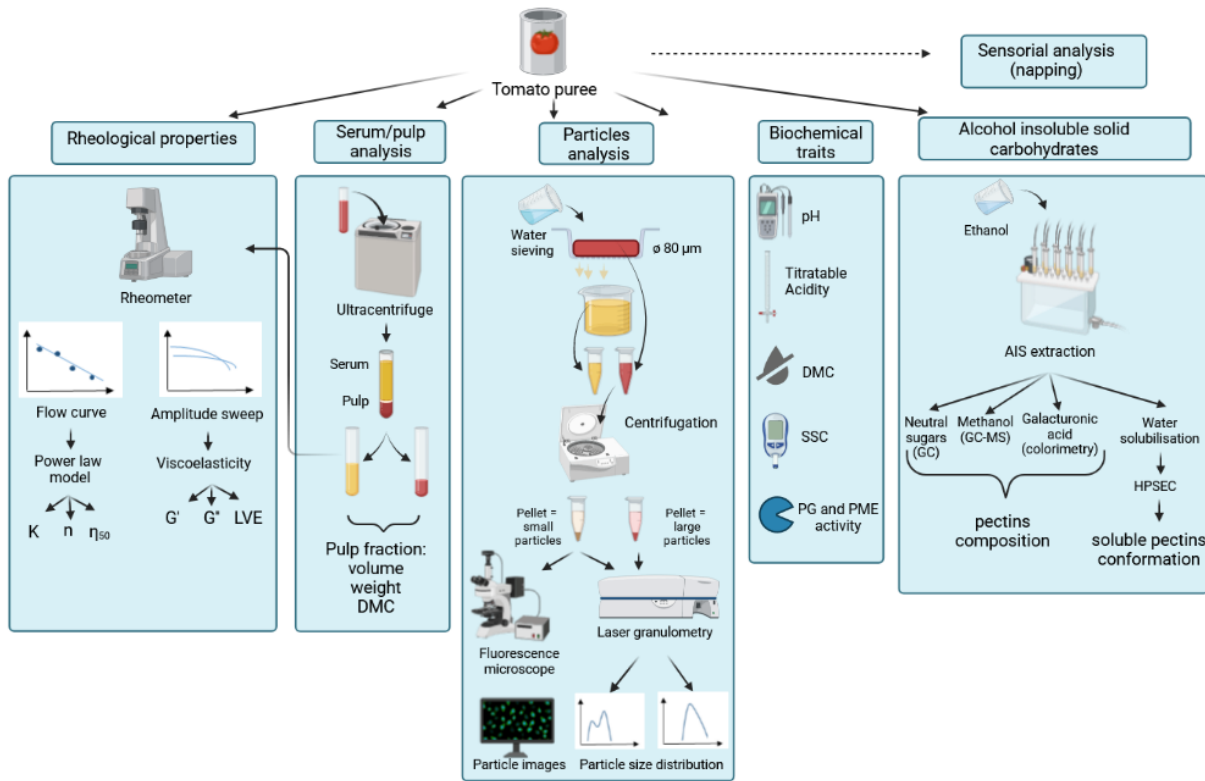 Tomato puree
Sensorial analysis
(napping)
Rheological properties
Rheometer
Flow curve
Amplitude sweep
Power law
model
Viscoelasticity
K
n
η50
G'
G*
LVE
Serum/pulp
analysis
Ultracentrifuge
Serum
Pulp
Pulp fraction:
volume
weight
DMC
Particles
analysis
Water
sieving
ø 80 µm
Centrifugation
Pellet =
small
particles
Pellet =
large
particles
Fluorescence
microscope
Laser granulometry
Particle images
Particle size distribution
Biochemical
traits
pH
Titratable
Acidity
DMC
SSC
PG and PME
activity
Alcohol insoluble solid
carbohydrates
Ethanol
AIS extraction
Neutral
sugars
(GC)
Methanol
(GC-MS)
Galacturonic
acid
(colorimetry)
Water
solubilisation
HPSEC
pectins
composition
soluble pectins
conformation